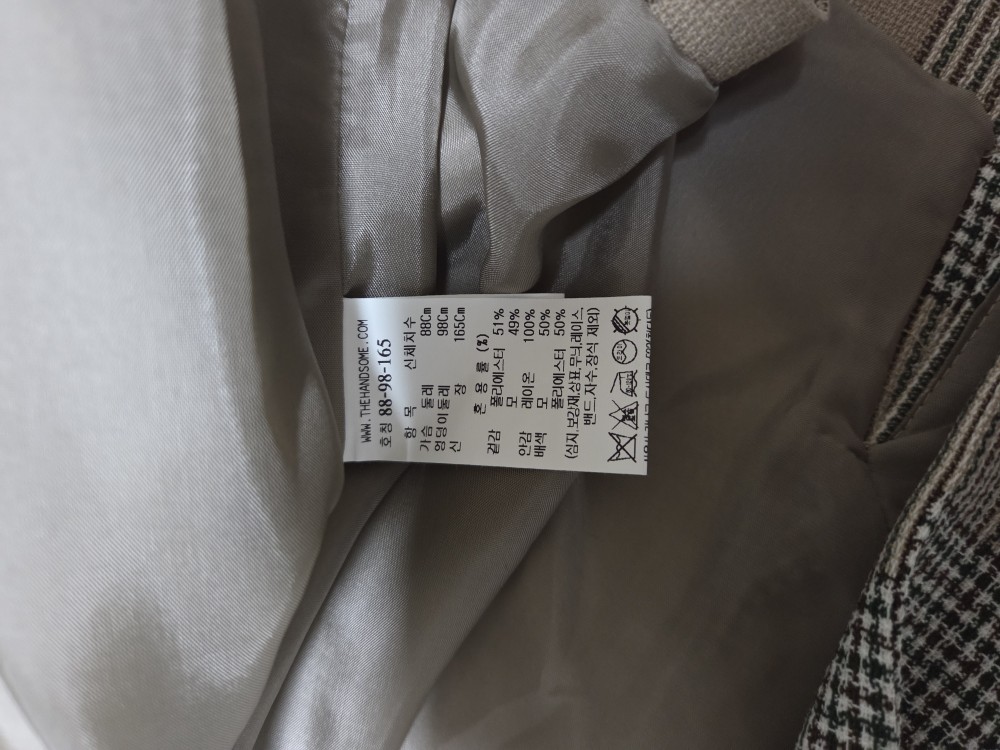 WWW.THEHANDSOME.COM
호칭 88-98-165
항 목 신체치수
가슴 둘레 88Cm
엉덩이둘레 98Cm
신 장 165Cm
혼 용 률 (%)
겉감 폴리에스터 51%
모 49%
안감 레이온 100%
배색 모 50%
폴리에스터 50%
(심지,보강재,상표,무늬,레이스
밴드,자수,장식 제외)